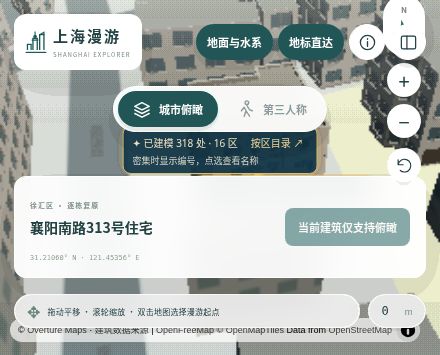 上海漫游
SHANGHAI EXPLORER
地面与水系
地标直达
N
城市俯瞰
第三人称
✦ 已建模 318 处 · 16 区 按区目录 ↗
密集时显示编号，点选查看名称
徐汇区 · 逐栋复原
襄阳南路313号住宅
31.21060° N · 121.45356° E
当前建筑仅支持俯瞰
拖动平移 · 滚轮缩放 · 双击地图选择漫游起点
0 m
© Overture Maps · 建筑数据来源 | OpenFreeMap © OpenMapTiles Data from OpenStreetMap